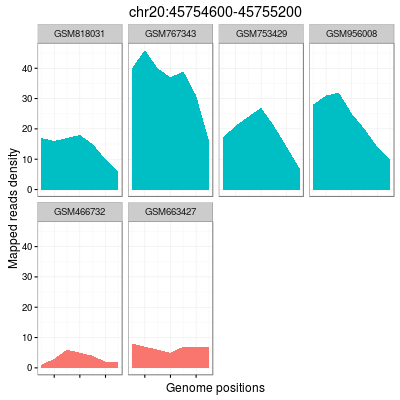 chr20:45754600-45755200
GSM818031 GSM767343 GSM753429 GSM956008
40
30
20
10
0
Mapped reads density
GSM466732 GSM663427
40
30
20
10
0
Genome positions